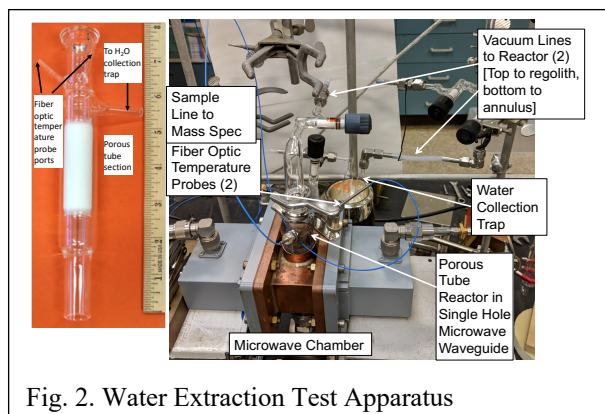 To H₂O
collection
trap
Fiber
optic
temper
ature
probe
ports
Porous
tube
section
Sample
Line to
Mass Spec
Fiber Optic
Temperature
Probes (2)
Vacuum Lines
to Reactor (2)
[Top to regolith,
bottom to
annulus]
Water
Collection
Trap
Porous
Tube
Reactor in
Single Hole
Microwave
Waveguide
Microwave Chamber
Fig. 2. Water Extraction Test Apparatus